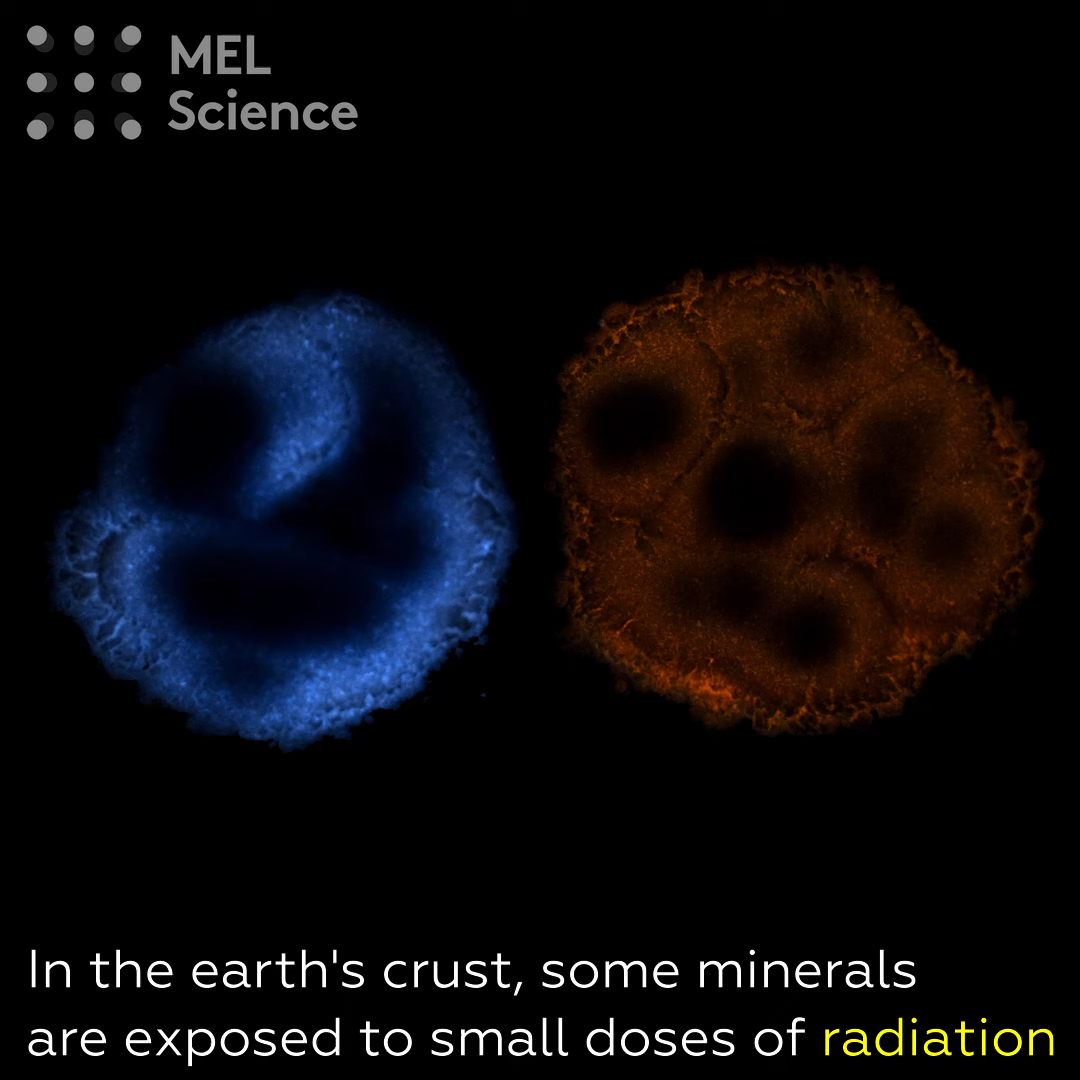 MEL
Science
In the earth's crust, some minerals
are exposed to small doses of radiation